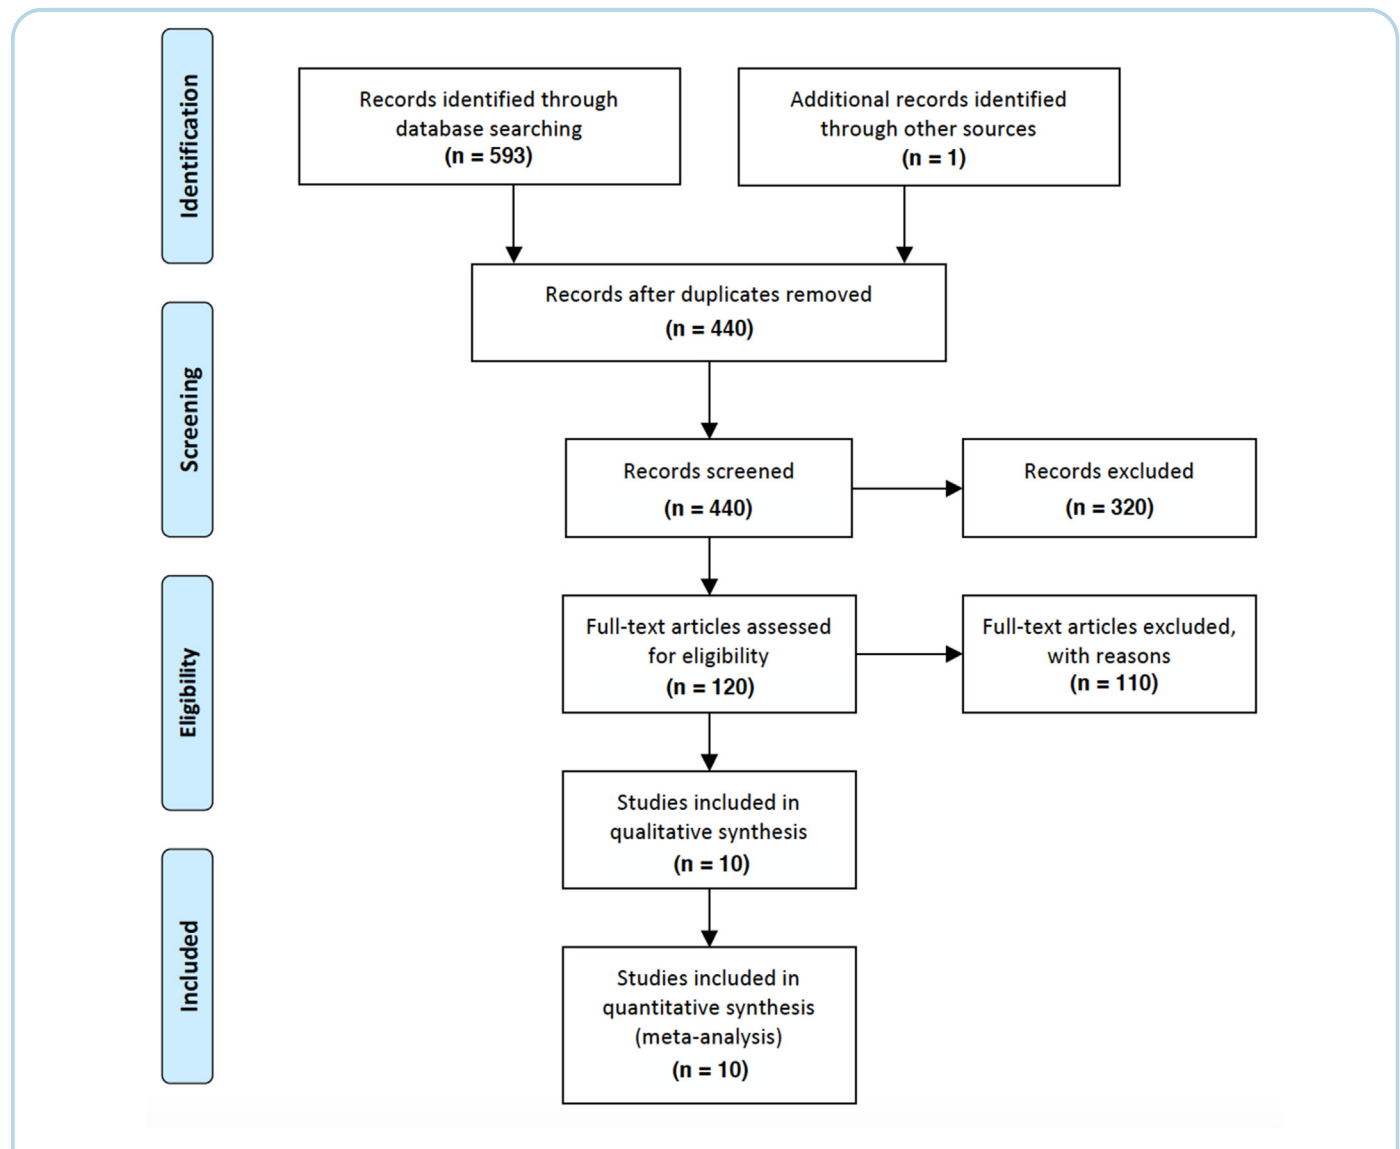 Identification
Records identified through
database searching
(n = 593)
Additional records identified
through other sources
(n = 1)
Records after duplicates removed
(n = 440)
Screening
Records screened
(n = 440)
Records excluded
(n = 320)
Eligibility
Full-text articles assessed
for eligibility
(n = 120)
Full-text articles excluded,
with reasons
(n = 110)
Studies included in
qualitative synthesis
(n = 10)
Included
Studies included in
quantitative synthesis
(meta-analysis)
(n = 10)